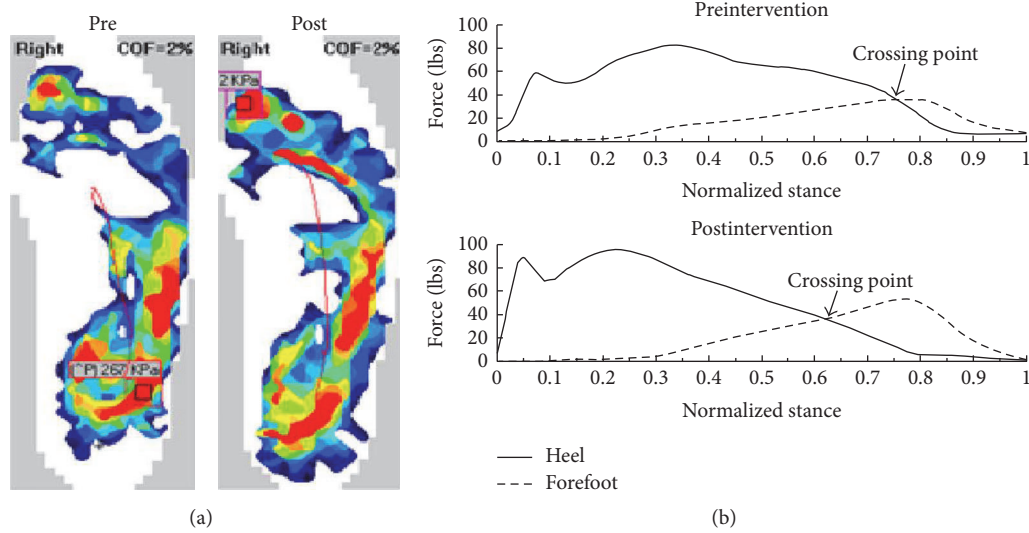 Pre
Post
Right COF=2%
Right COF=2%
2 KPa
267 KPa
(a)
Preintervention
Crossing point
Force (lbs)
100
80
60
40
20
0
0 0.1 0.2 0.3 0.4 0.5 0.6 0.7 0.8 0.9 1
Normalized stance
Postintervention
Crossing point
Force (lbs)
100
80
60
40
20
0
0 0.1 0.2 0.3 0.4 0.5 0.6 0.7 0.8 0.9 1
Normalized stance
Heel
Forefoot
(b)